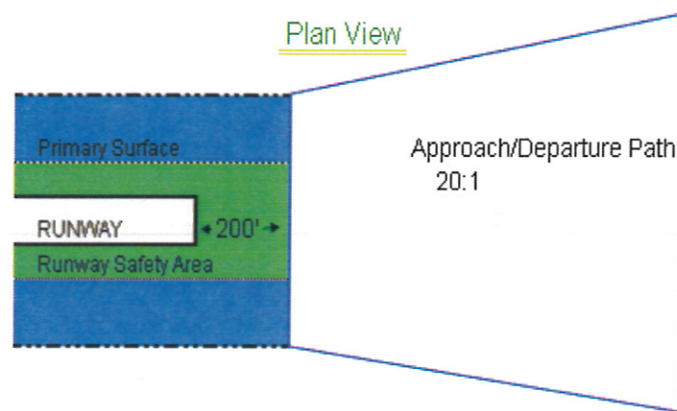 Plan View
Primary Surface
Approach/Departure Path
20:1
RUNWAY
200'
Runway Safety Area